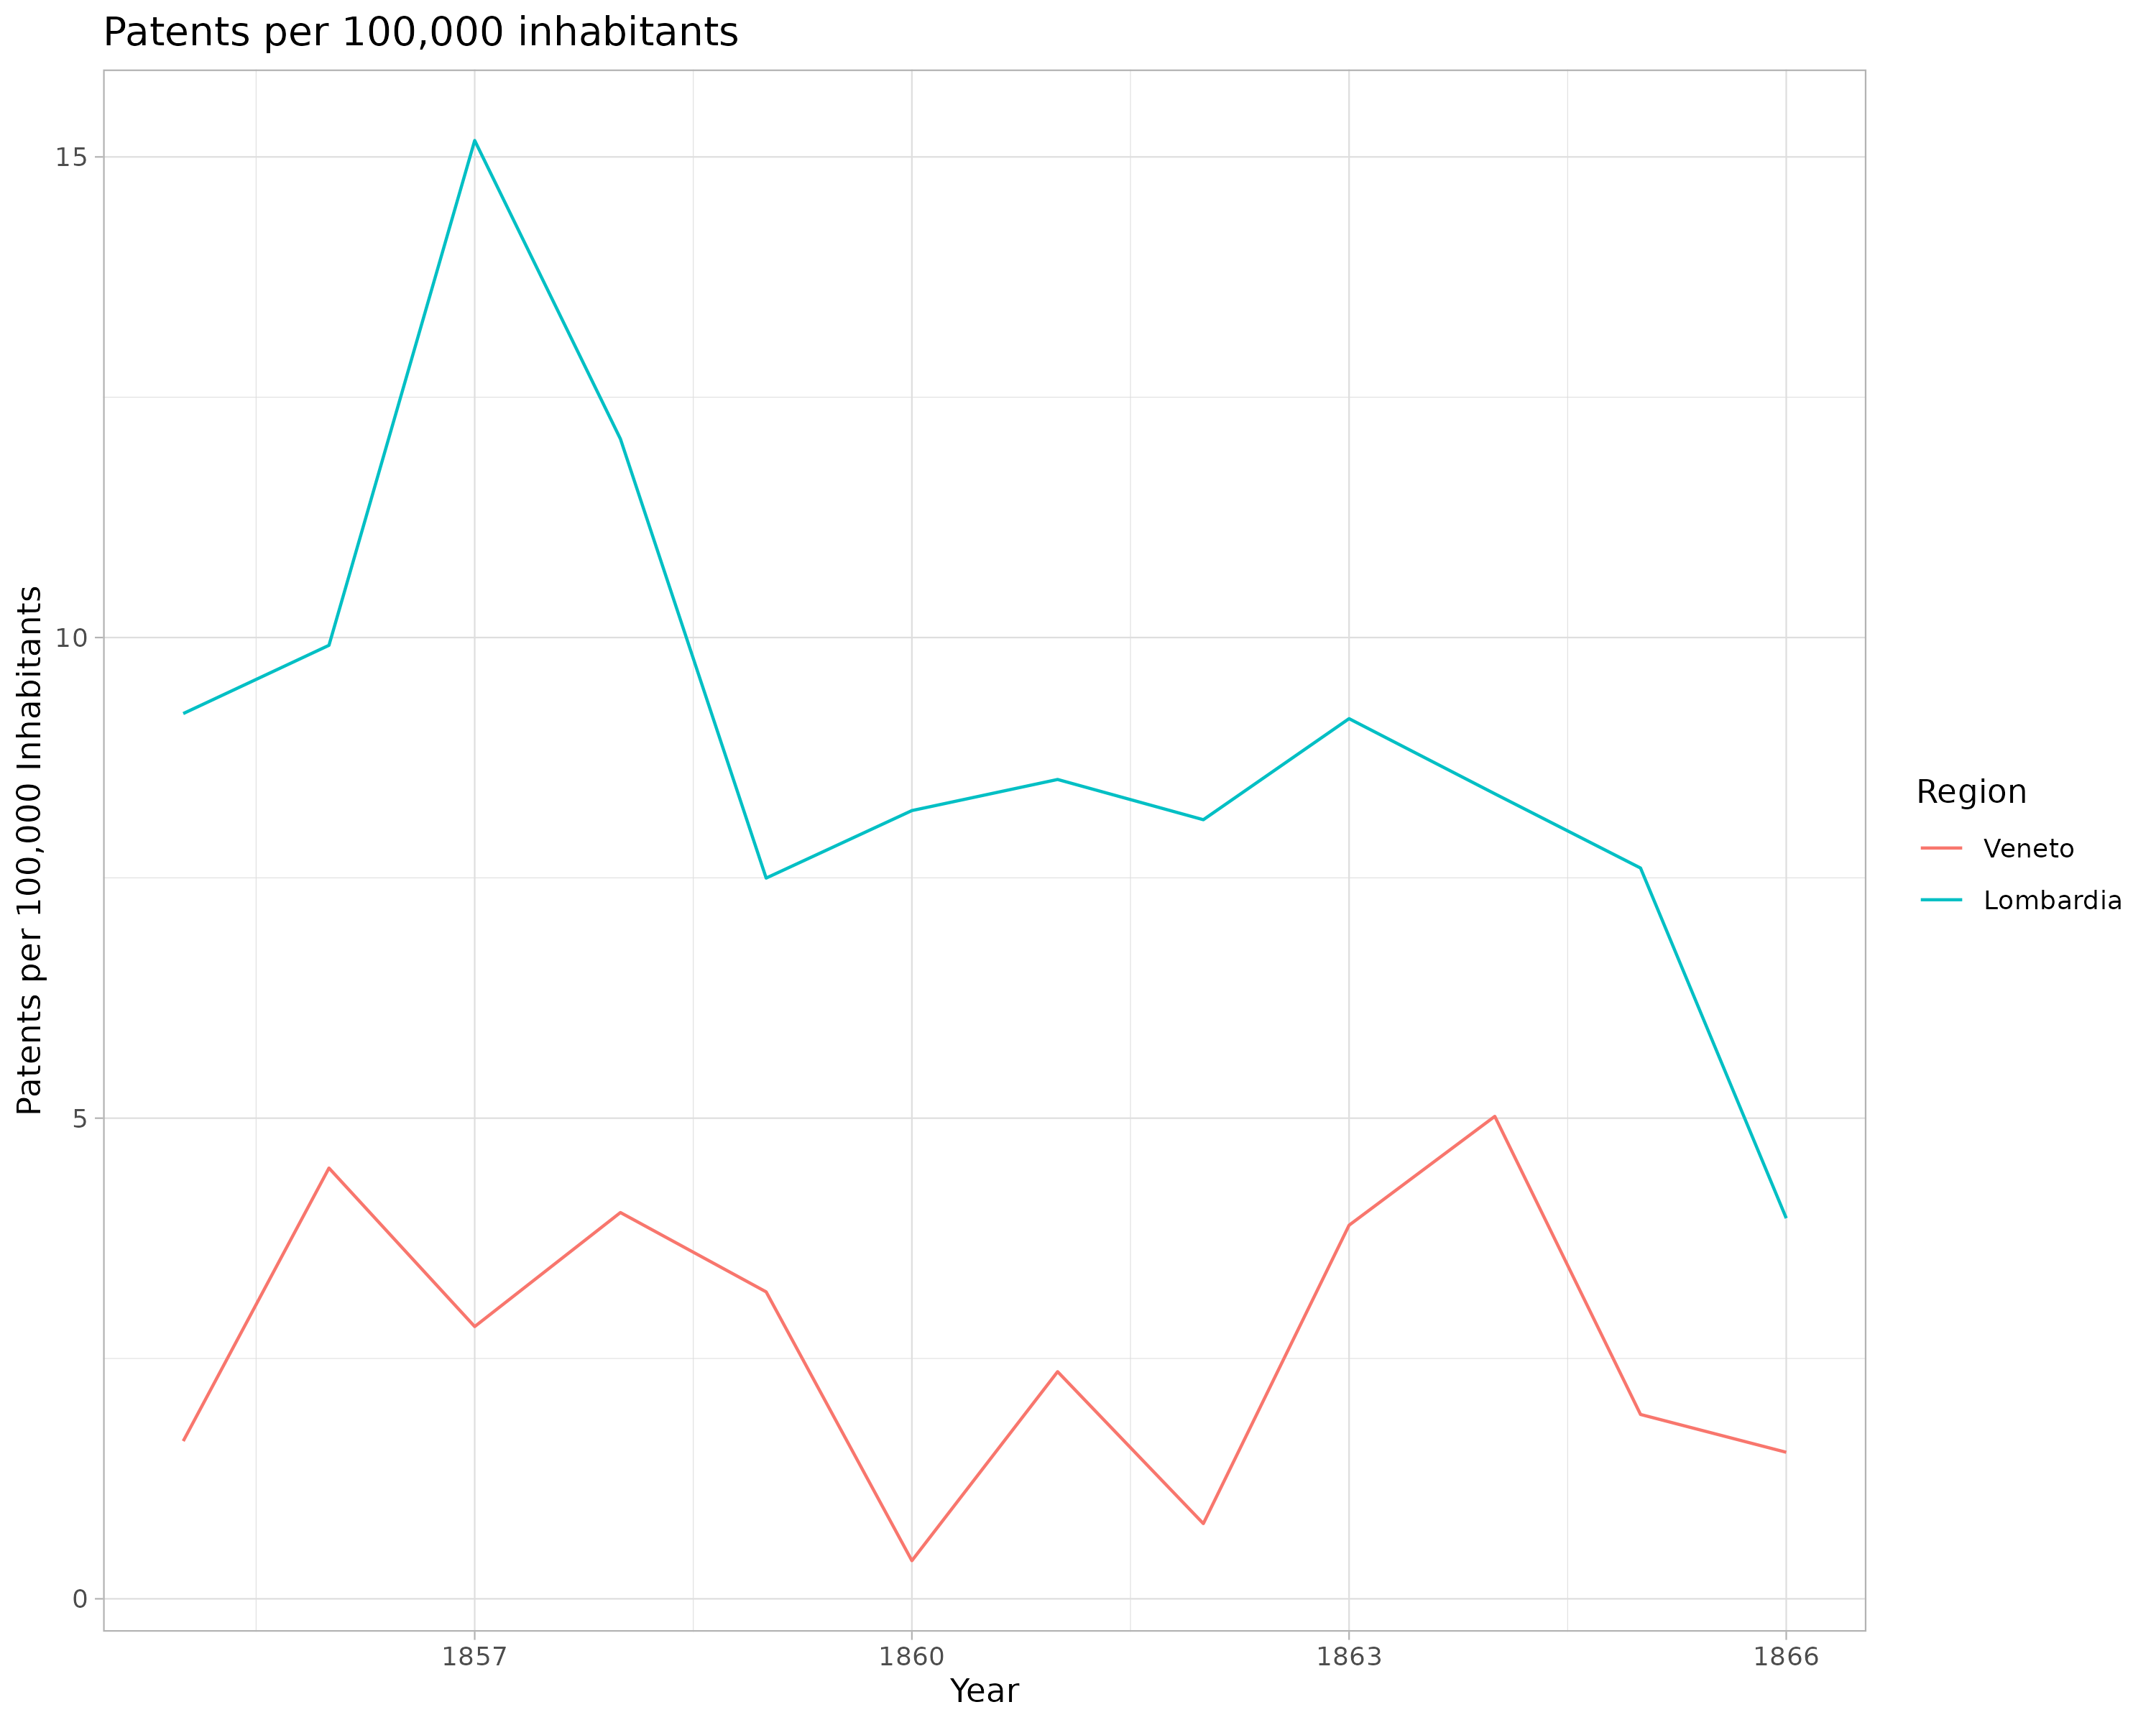 Patents per 100,000 inhabitants
Patents per 100,000 Inhabitants
15
10
5
0
1857
1860
1863
1866
Year
Region
Veneto
Lombardia